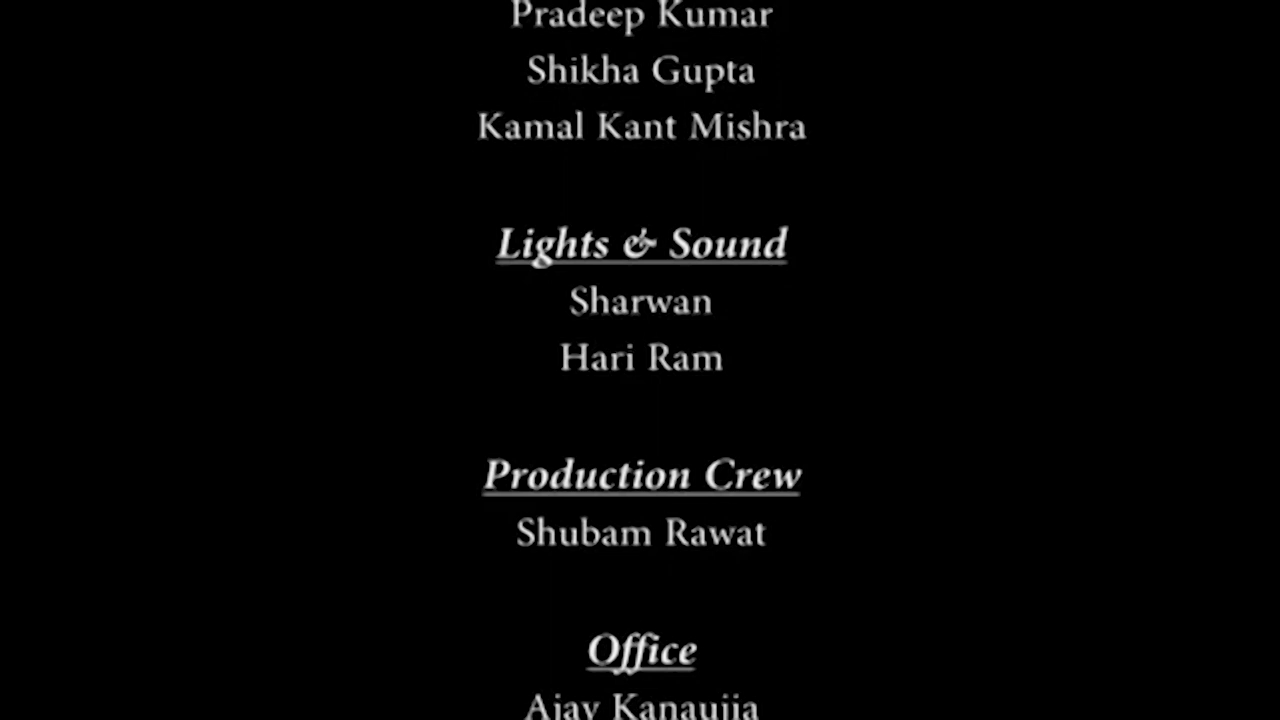 Pradeep Kumar
Shikha Gupta
Kamal Kant Mishra
Lights & Sound
Sharwan
Hari Ram
Production Crew
Shubam Rawat
Office
Ajay Kanaujia